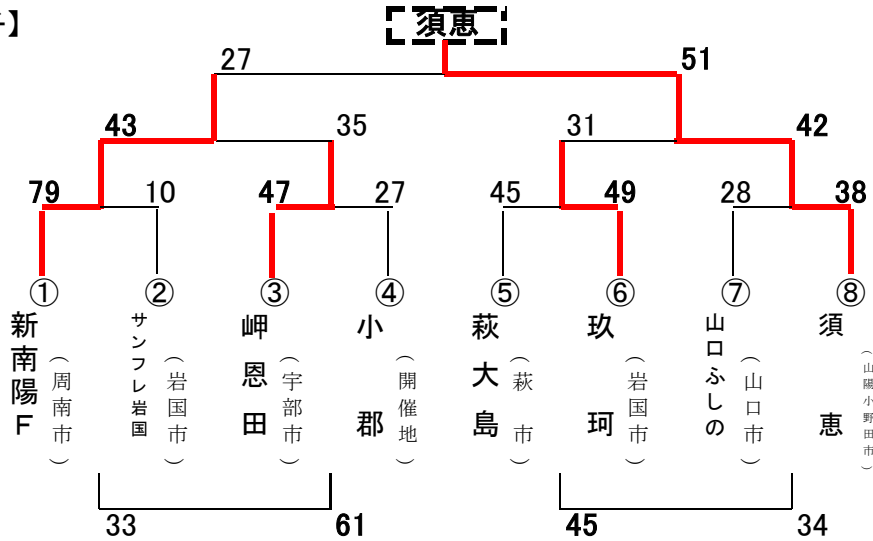 】
須恵
27 51
43 35 31 42
79 10 47 27 45 49 28 38
① ② ③ ④ ⑤ ⑥ ⑦ ⑧
新南陽F
(周南市)
サンフレ岩国
(岩国市)
岬恩田
(宇部市)
小郡
(開催地)
萩大島
(萩市)
玖珂
(岩国市)
山口ふしの
(山口市)
須恵
(山陽小野田市)
33 61 45 34